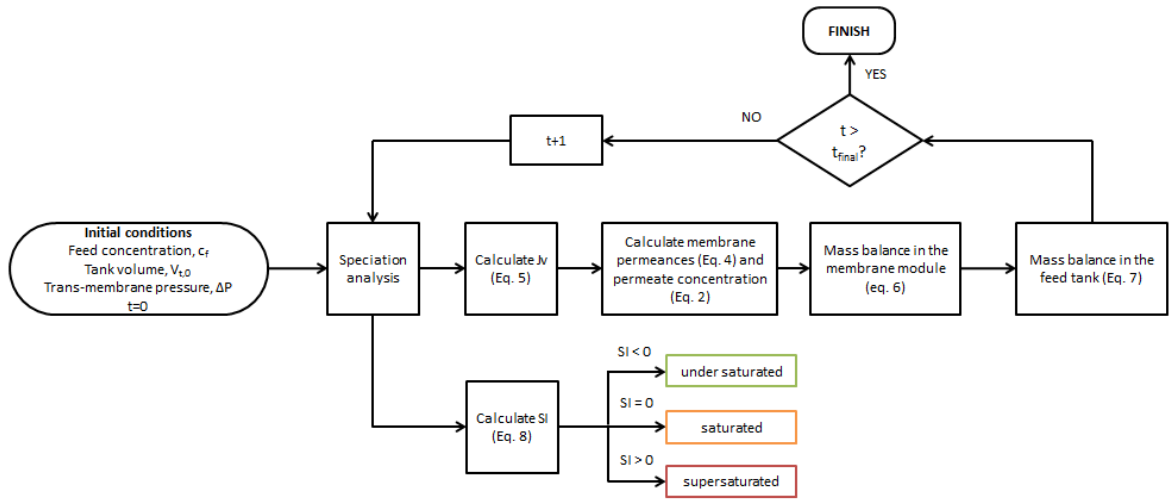 FINISH
YES
NO
t >
t_final?
t+1
Initial conditions
Feed concentration, c_f
Tank volume, V_t,0
Trans-membrane pressure, ΔP
t=0
Speciation
analysis
Calculate Jv
(Eq. 5)
Calculate membrane
permeances (Eq. 4) and
permeate concentration
(Eq. 2)
Mass balance in the
membrane module
(eq. 6)
Mass balance in the
feed tank (Eq. 7)
Calculate SI
(Eq. 8)
SI < 0
under saturated
SI = 0
saturated
SI > 0
supersaturated